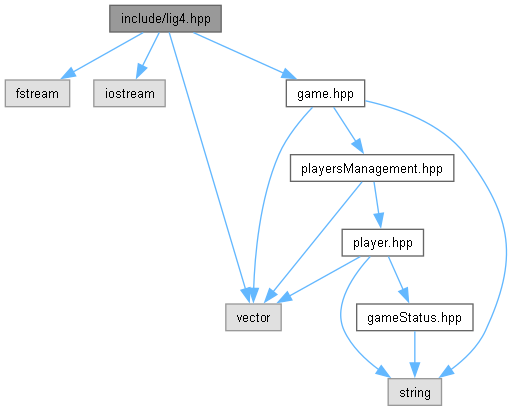 include/lig4.hpp
fstream
iostream
game.hpp
playersManagement.hpp
player.hpp
vector
gameStatus.hpp
string